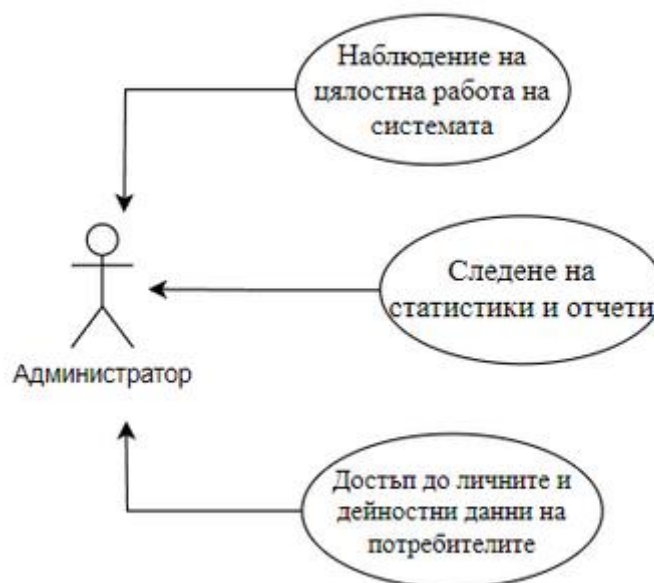 Наблюдение на
цялостна работа на
системата
Следене на
статистики и отчети
Администратор
Достъп до личните и
дейностни данни на
потребителите